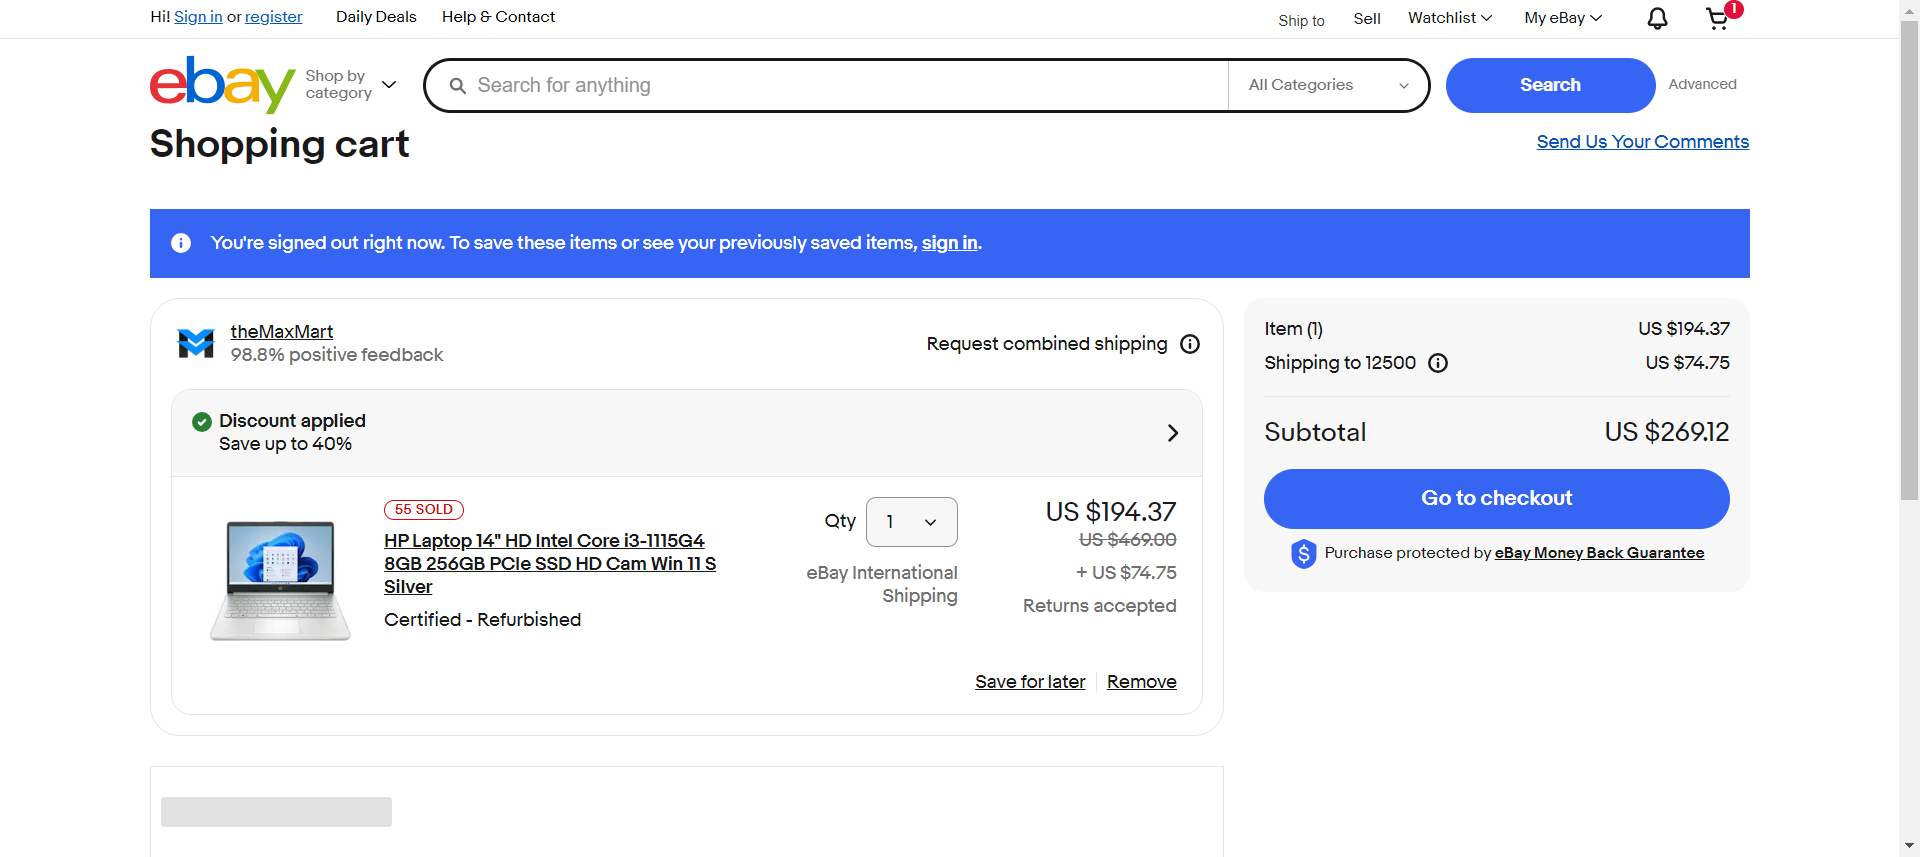 Hi! Sign in or register
Daily Deals
Help & Contact
Ship to
Sell
Watchlist
My eBay
1
ebay
Shop by
category
Search for anything
All Categories
Search
Advanced
Shopping cart
Send Us Your Comments
You're signed out right now. To save these items or see your previously saved items, sign in.
theMaxMart
98.8% positive feedback
Request combined shipping
Discount applied
Save up to 40%
55 SOLD
HP Laptop 14" HD Intel Core i3-1115G4
8GB 256GB PCIe SSD HD Cam Win 11 S
Silver
Certified - Refurbished
Qty
1
eBay International
Shipping
US $194.37
US $469.00
+ US $74.75
Returns accepted
Save for later
Remove
Item (1)
US $194.37
Shipping to 12500
US $74.75
Subtotal
US $269.12
Go to checkout
Purchase protected by eBay Money Back Guarantee